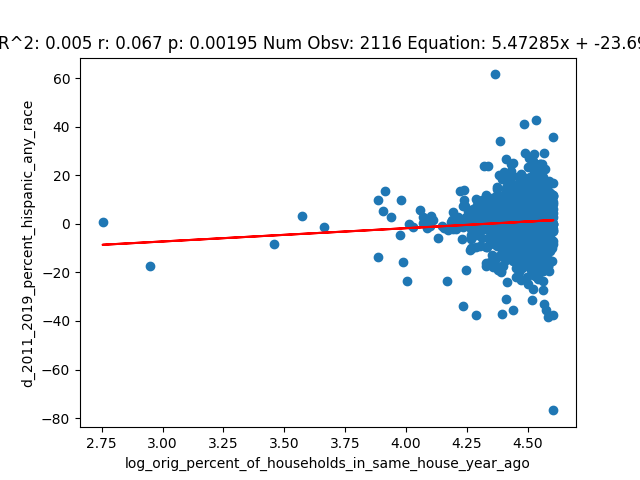 R^2: 0.005 r: 0.067 p: 0.00195 Num Obsv: 2116 Equation: 5.47285x + -23.69
d_2011_2019_percent_hispanic_any_race
60
40
20
0
−20
−40
−60
−80
2.75 3.00 3.25 3.50 3.75 4.00 4.25 4.50
log_orig_percent_of_households_in_same_house_year_ago